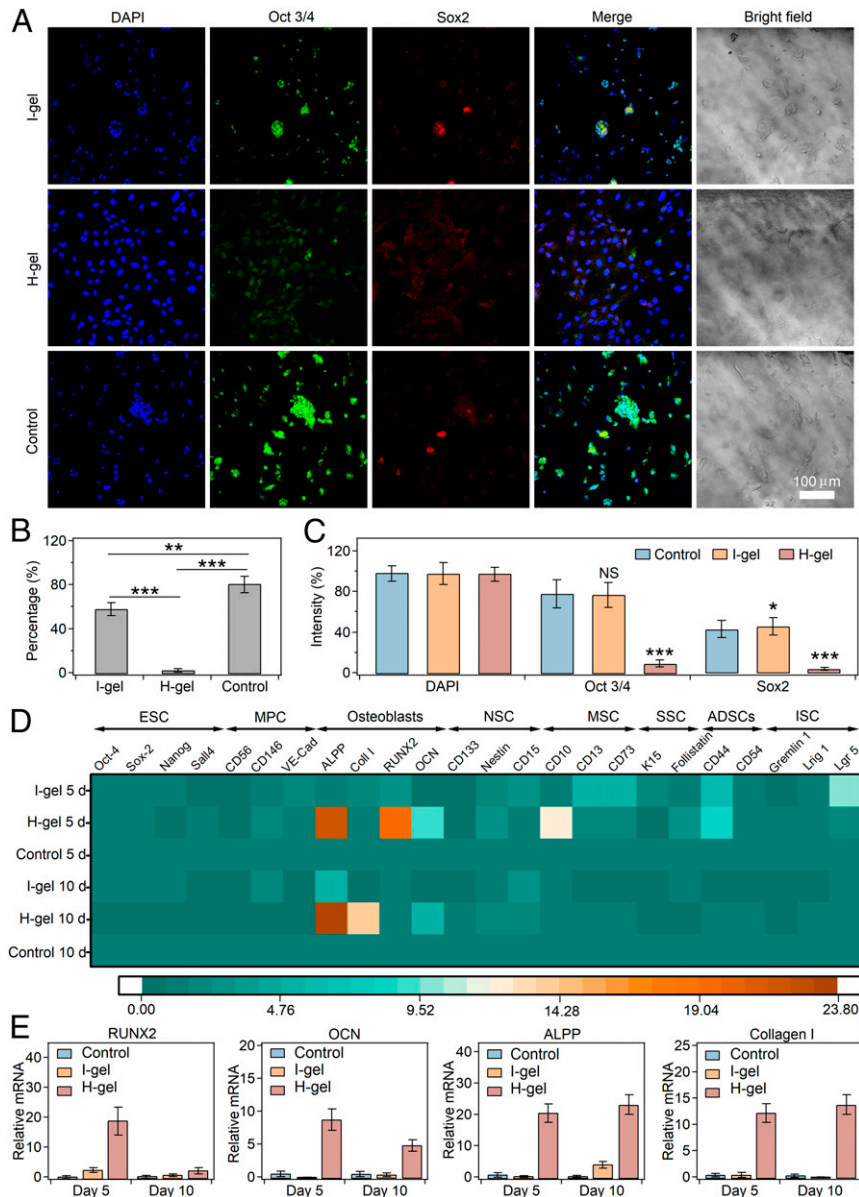 A
DAPI Oct 3/4 Sox2 Merge Bright field
I-gel
H-gel
Control
100 μm
B
Percentage (%)
120
80
40
0
**
***
***
I-gel H-gel Control
C
Intensity (%)
120
80
40
0
Control I-gel H-gel
NS
***
*
***
DAPI Oct 3/4 Sox2
D
ESC MPC Osteoblasts NSC MSC SSC ADSCs ISC
Oct-4 Sox-2 Nanog Sall4 CD56 CD146 VE-Cad ALPP Coll I RUNX2 OCN CD133 Nestin CD15 CD10 CD13 CD73 K15 Follistatin CD44 CD54 Gremlin 1 Lrig 1 Lgr 5
I-gel 5 d
H-gel 5 d
Control 5 d
I-gel 10 d
H-gel 10 d
Control 10 d
0.00 4.76 9.52 14.28 19.04 23.80
E
RUNX2
Relative mRNA
40
30
20
10
0
Control
I-gel
H-gel
Day 5 Day 10
OCN
Relative mRNA
20
15
10
5
0
Control
I-gel
H-gel
Day 5 Day 10
ALPP
Relative mRNA
40
30
20
10
0
Control
I-gel
H-gel
Day 5 Day 10
Collagen I
Relative mRNA
25
20
15
10
5
0
Control
I-gel
H-gel
Day 5 Day 10